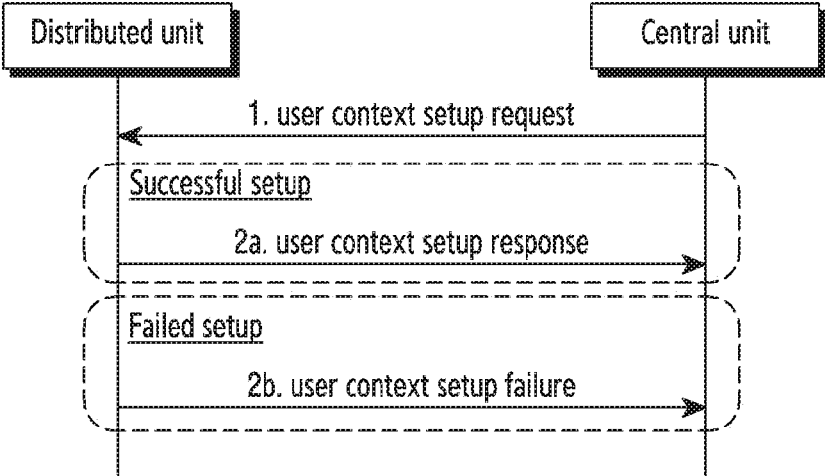 Distributed unit
Central unit
1. user context setup request
Successful setup
2a. user context setup response
Failed setup
2b. user context setup failure